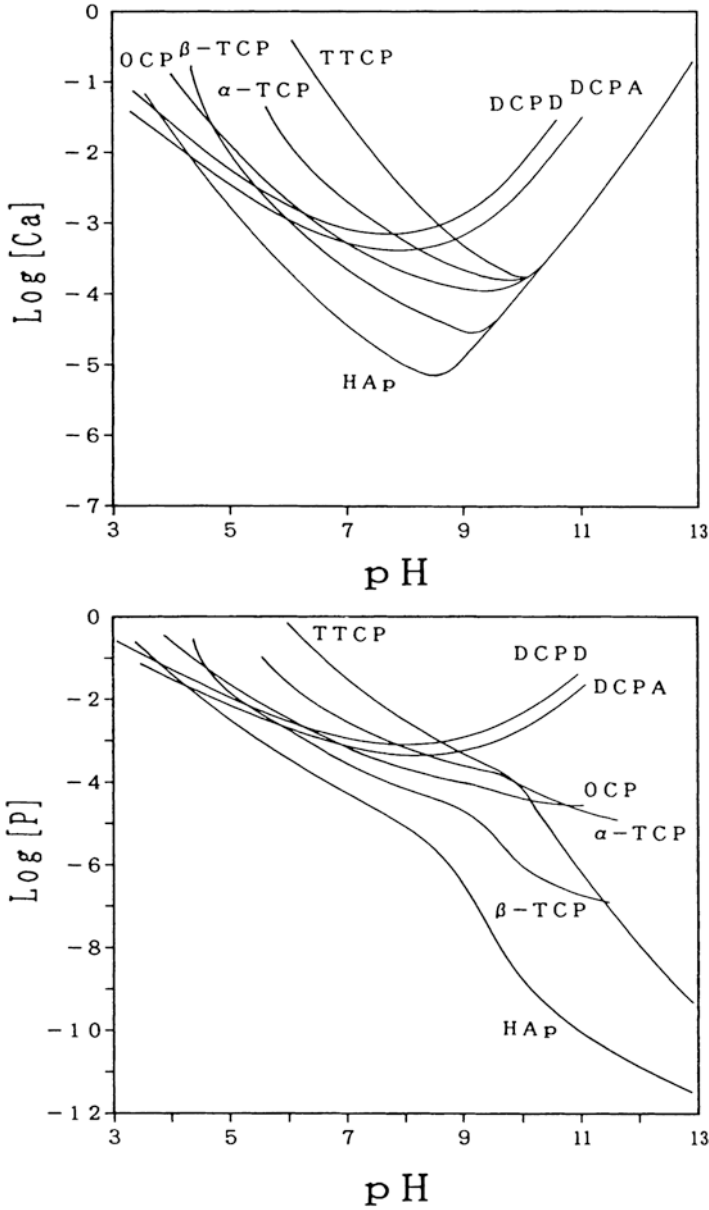 0
-1
-2
-3
-4
-5
-6
-7
Log [Ca]
OCP
β-TCP
α-TCP
TTCP
DCPD
DCPA
HAp
3 5 7 9 11 13
pH
0
-2
-4
-6
-8
-10
-12
Log [P]
TTCP
DCPD
DCPA
OCP
α-TCP
β-TCP
HAp
3 5 7 9 11 13
pH